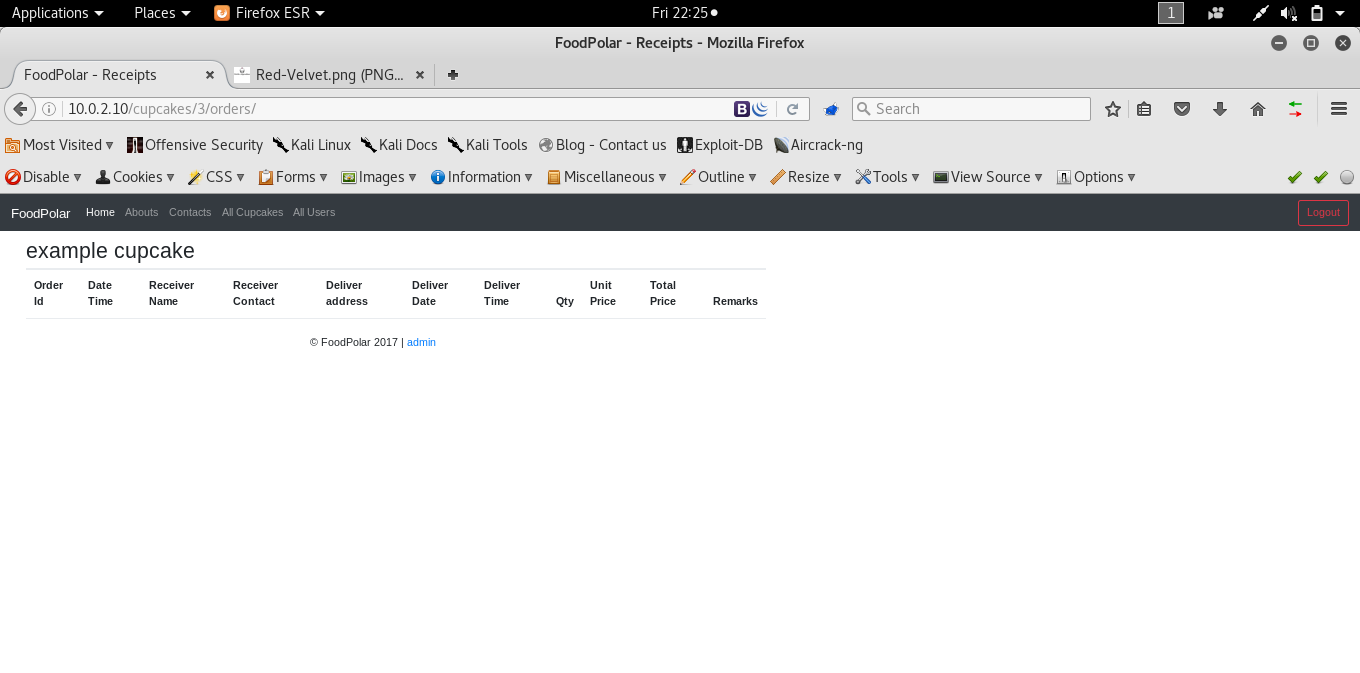 Applications Places Firefox ESR Fri 22:25 1
FoodPolar - Receipts - Mozilla Firefox
FoodPolar - Receipts Red-Velvet.png (PNG...
10.0.2.10/cupcakes/3/orders/ B Search
Most Visited Offensive Security Kali Linux Kali Docs Kali Tools Blog - Contact us Exploit-DB Aircrack-ng
Disable Cookies CSS Forms Images Information Miscellaneous Outline Resize Tools View Source Options
FoodPolar Home Abouts Contacts All Cupcakes All Users Logout
example cupcake
Order Date Receiver Receiver Deliver Deliver Deliver Unit Total
Id Time Name Contact address Date Time Qty Price Price Remarks
© FoodPolar 2017 | admin